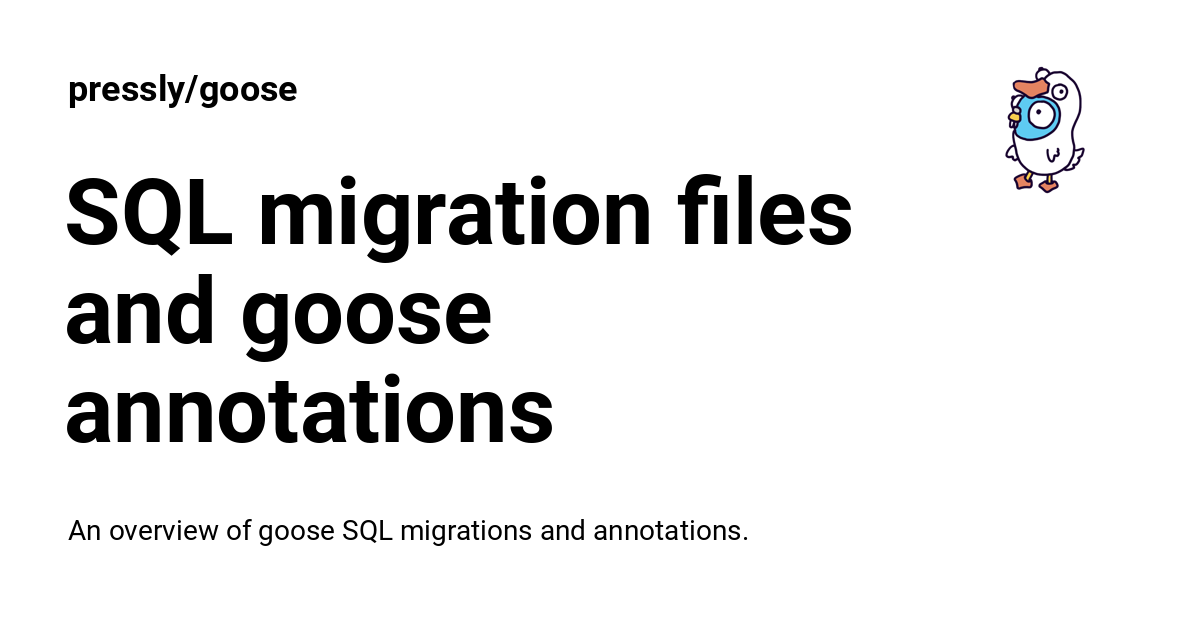 pressly/goose
SQL migration files
and goose
annotations
An overview of goose SQL migrations and annotations.